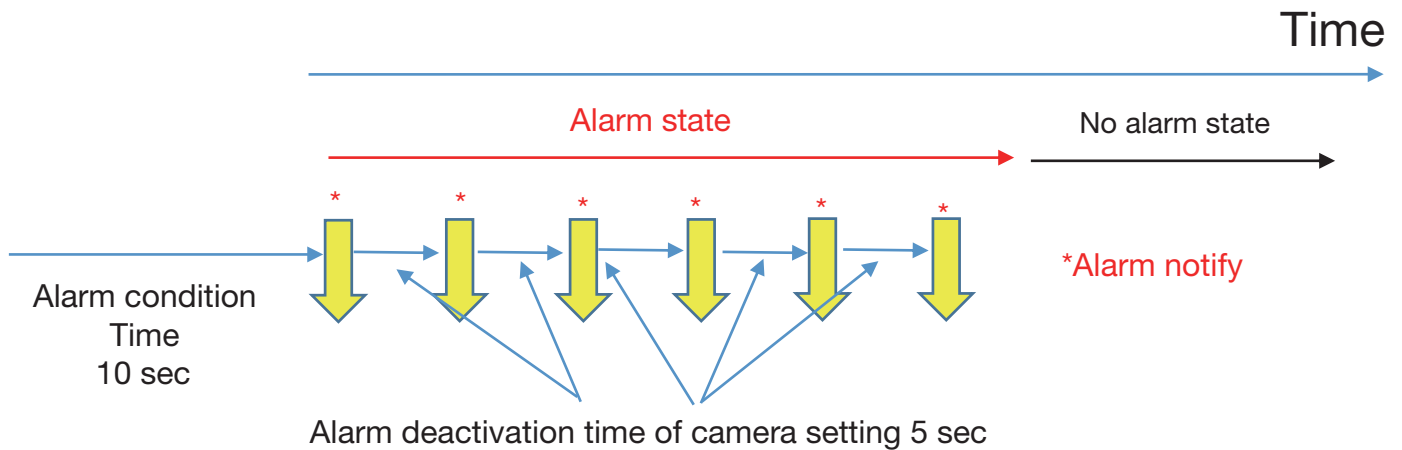 Time
Alarm state
No alarm state
* * * * * *
*Alarm notify
Alarm condition
Time
10 sec
Alarm deactivation time of camera setting 5 sec